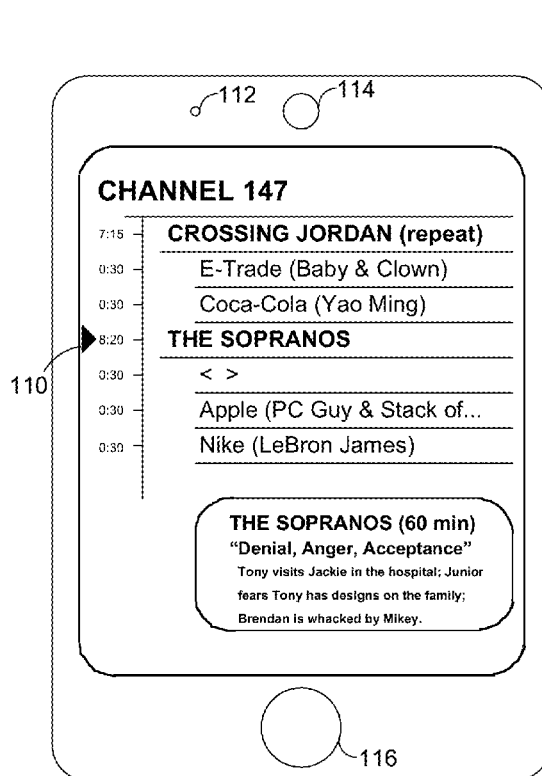 112
114
CHANNEL 147
7:15 CROSSING JORDAN (repeat)
0:30 E-Trade (Baby & Clown)
0:30 Coca-Cola (Yao Ming)
8:20 THE SOPRANOS
110
0:30 < >
0:30 Apple (PC Guy & Stack of...
0:30 Nike (LeBron James)
THE SOPRANOS (60 min)
“Denial, Anger, Acceptance”
Tony visits Jackie in the hospital; Junior
fears Tony has designs on the family;
Brendan is whacked by Mikey.
116